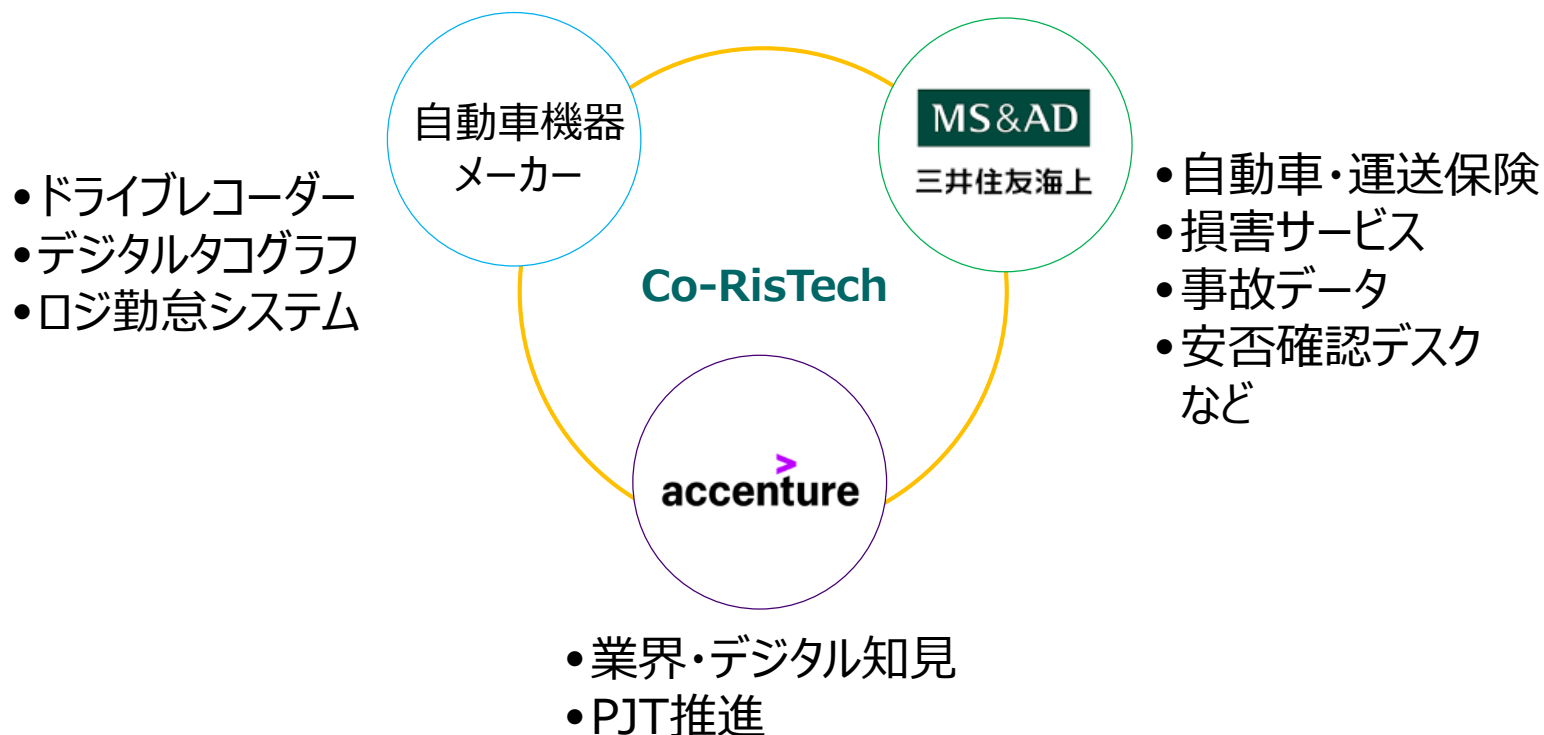 自動車機器
メーカー
•ドライブレコーダー
•デジタルタコグラフ
•ロジ勤怠システム
MS&AD
三井住友海上
•自動車・運送保険
•損害サービス
•事故データ
•安否確認デスク
など
Co-RisTech
>
accenture
•業界・デジタル知見
•PJT推進